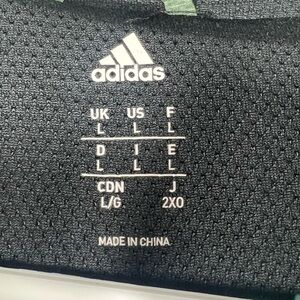 adidas
UK US F
L L L
D I E
L L L
CDN J
L/G 2XO
MADE IN CHINA